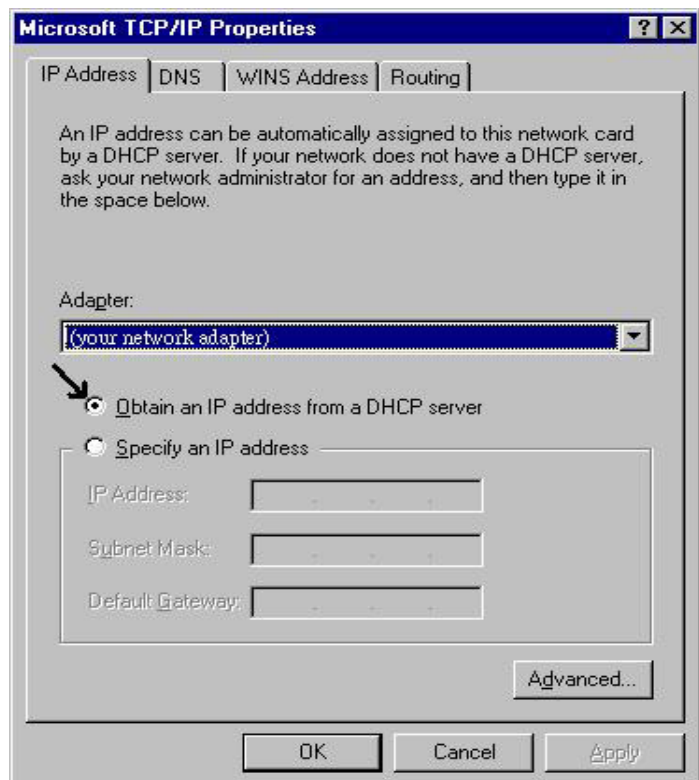 Microsoft TCP/IP Properties
IP Address DNS WINS Address Routing
An IP address can be automatically assigned to this network card
by a DHCP server. If your network does not have a DHCP server,
ask your network administrator for an address, and then type it in
the space below.
Adapter:
(your network adapter)
Obtain an IP address from a DHCP server
Specify an IP address
IP Address:
Subnet Mask:
Default Gateway:
Advanced...
OK Cancel Apply